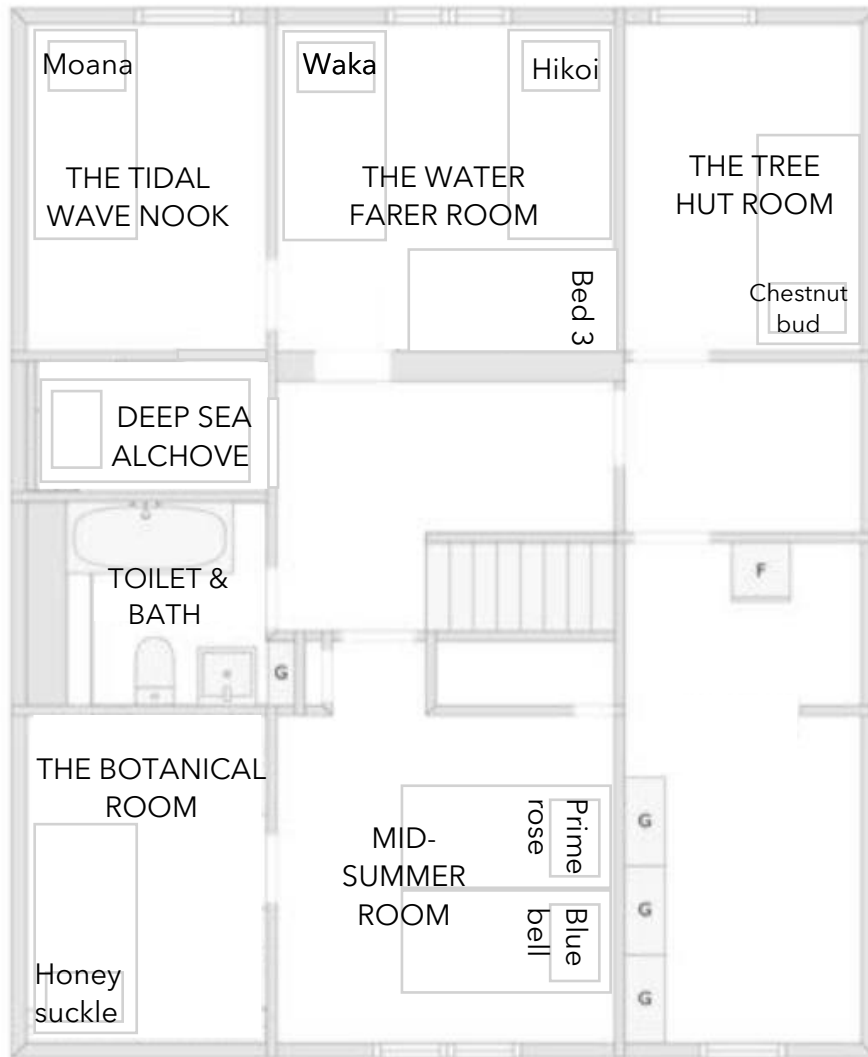 Moana
Waka
Hikoi
THE TIDAL
WAVE NOOK
THE WATER
FARER ROOM
THE TREE
HUT ROOM
Bed 3
Chestnut
bud
DEEP SEA
ALCHOVE
TOILET &
BATH
F
G
THE BOTANICAL
ROOM
Prime
rose
MID-
SUMMER
ROOM
Blue
bell
G
G
G
Honey
suckle